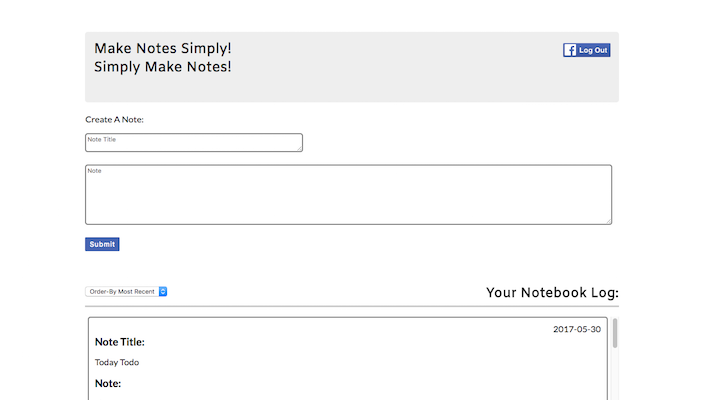 Make Notes Simply!
Simply Make Notes!
f Log Out
Create A Note:
Note Title
Note
Submit
Order-By Most Recent
Your Notebook Log:
2017-05-30
Note Title:
Today Todo
Note: